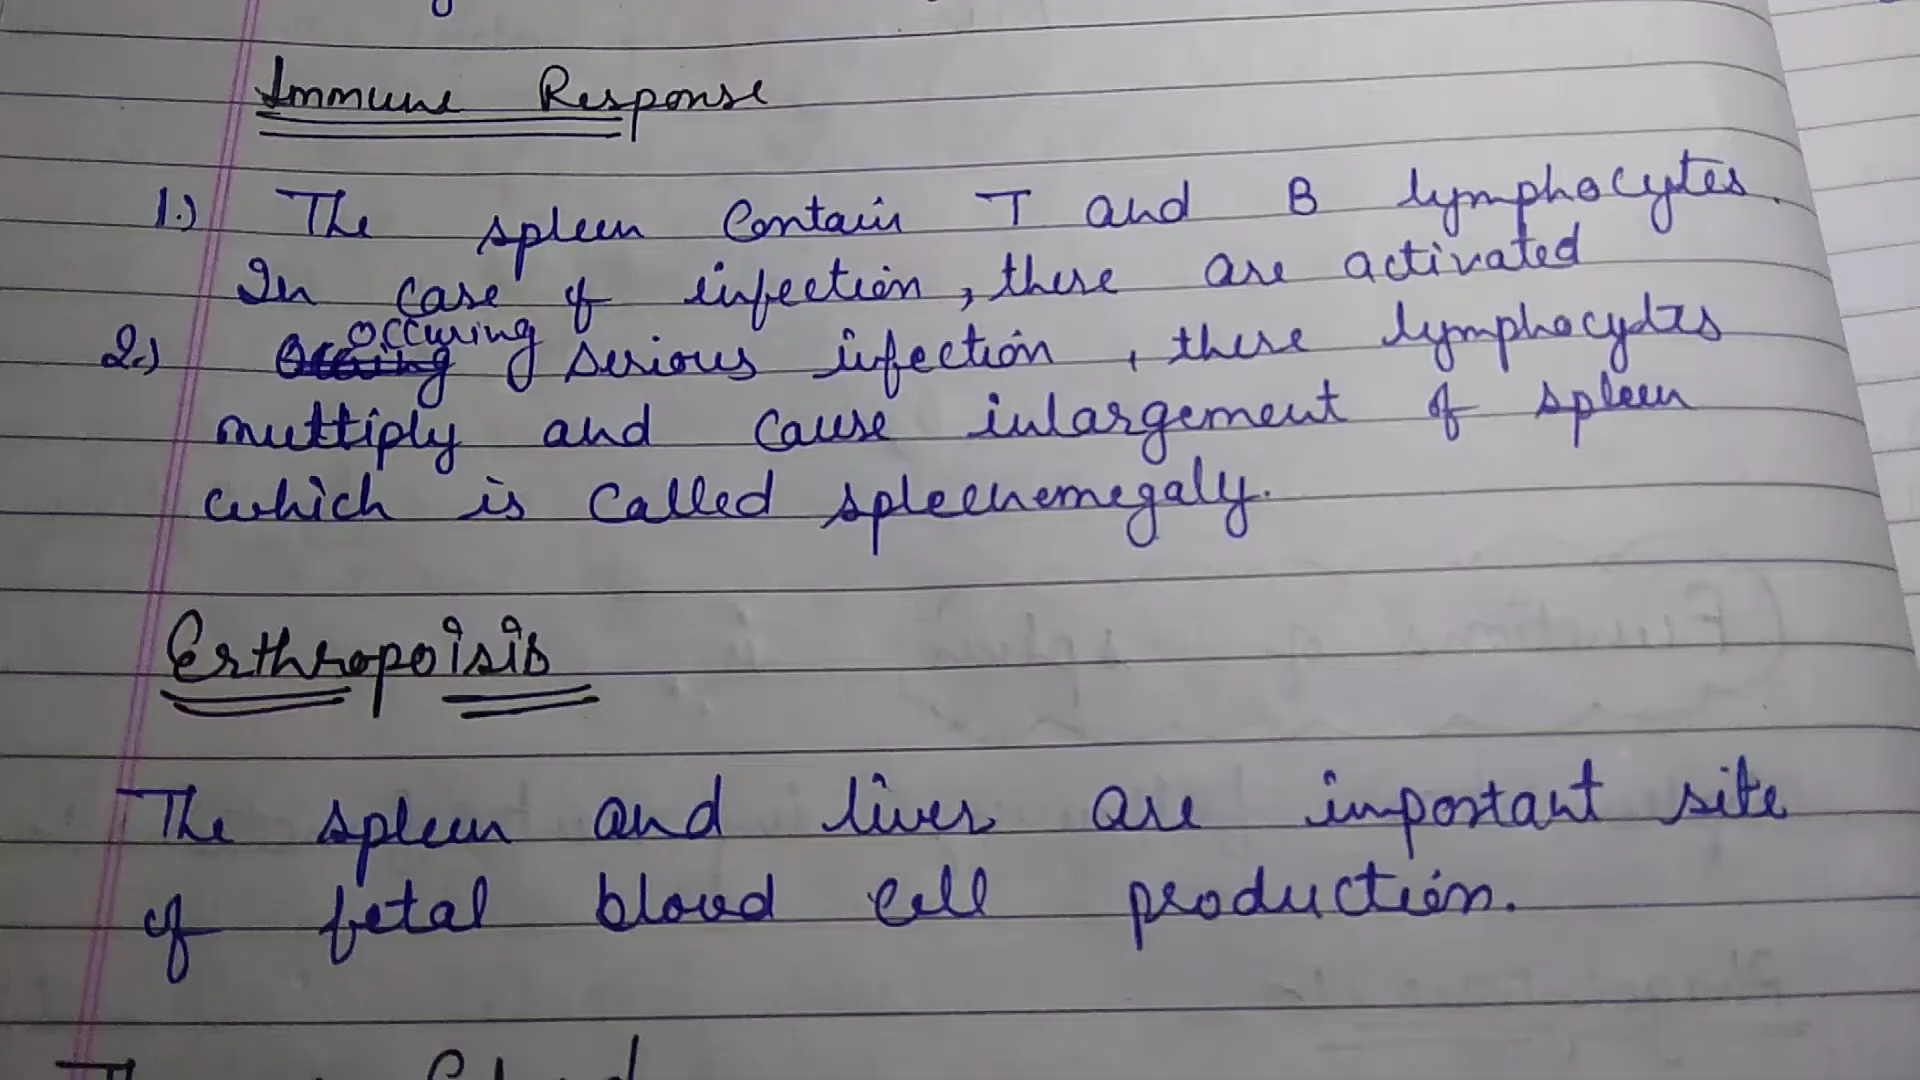 Immune Response
1.) The spleen contain T and B lymphocytes.
In case of infection, these are activated
2.) occuring serious infection, these lymphocytes
multiply and cause inlargement of spleen
which is called spleenemegaly.
Erthropoisis
The spleen and liver are important site
of fetal blood cell production.